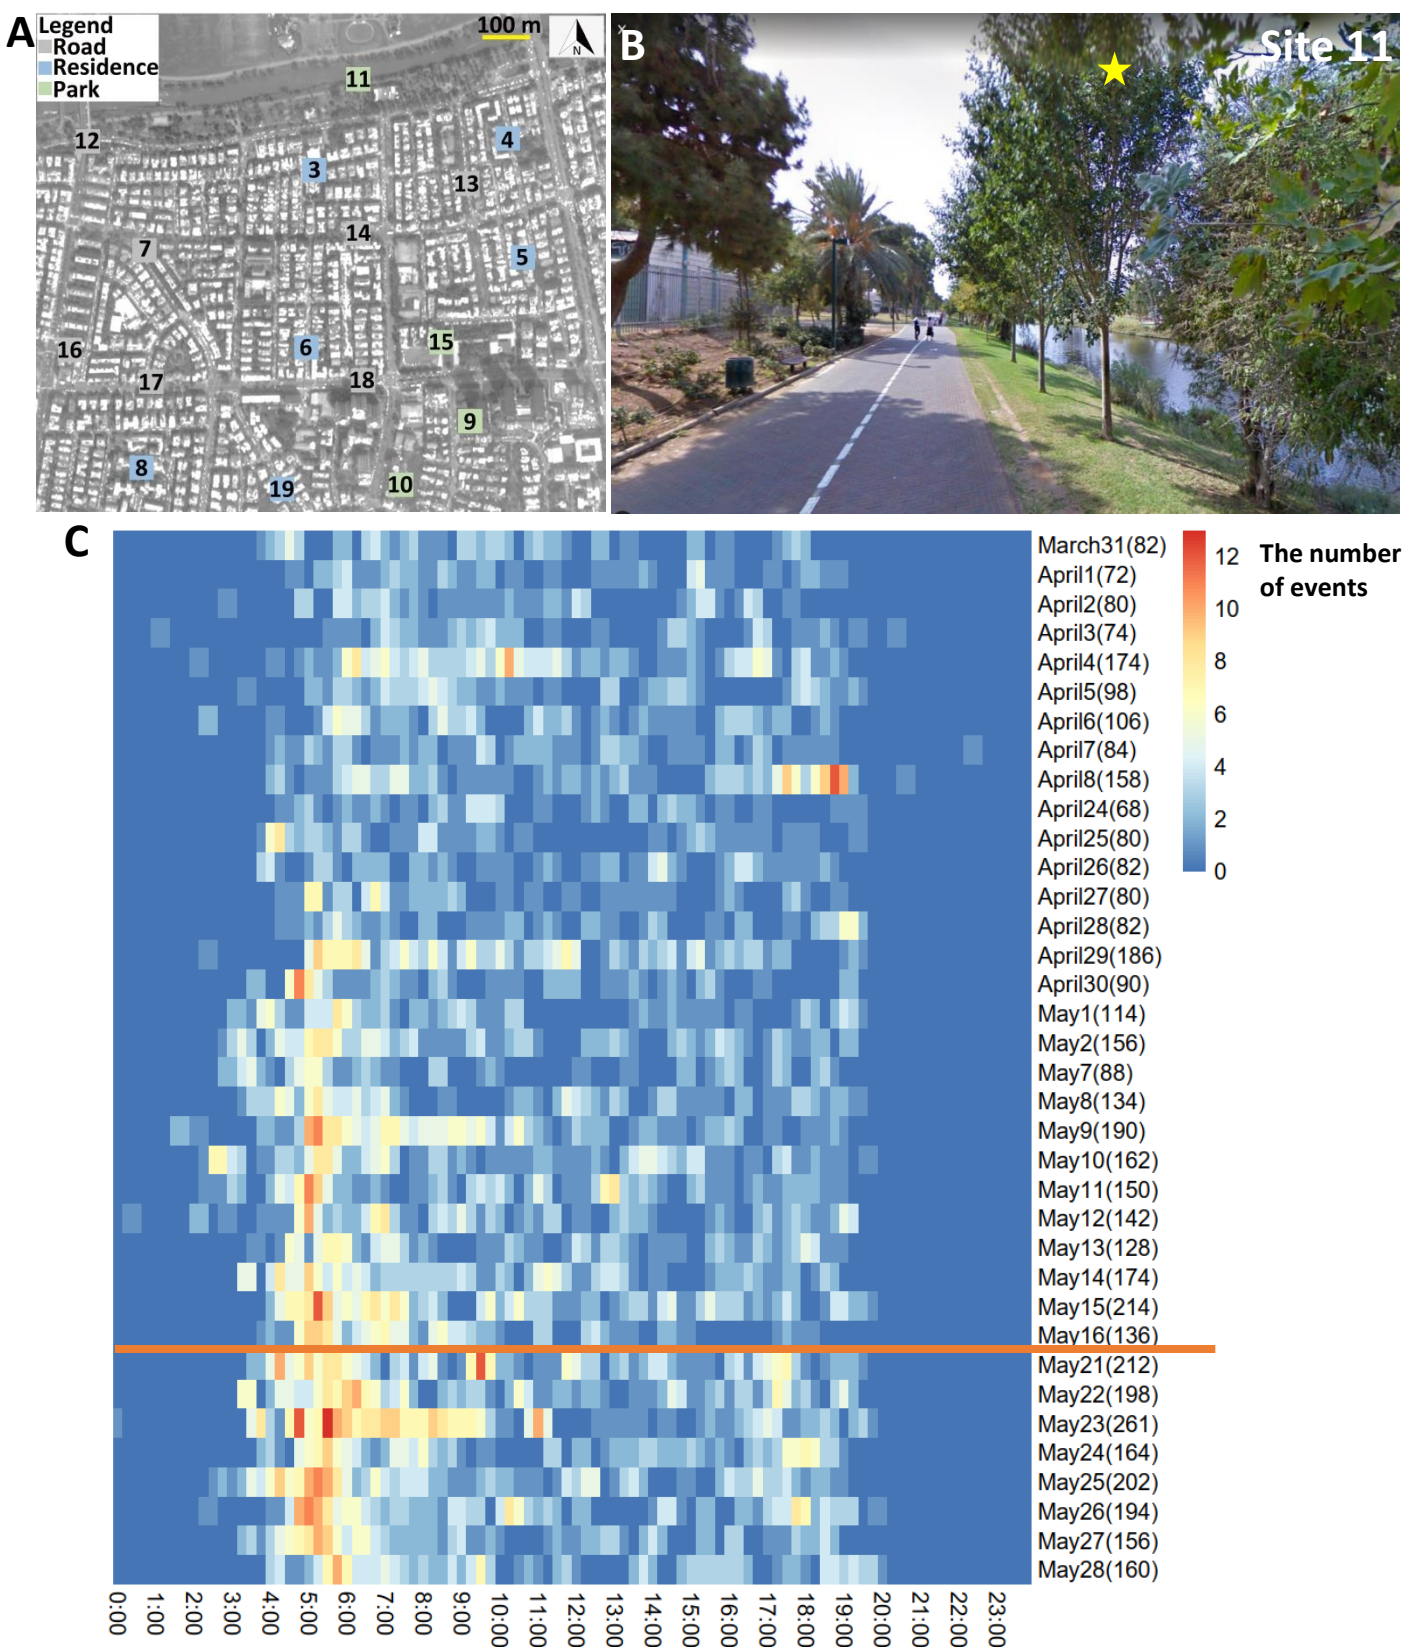 A
Legend
Road
Residence
Park
100 m
N
11
12
4
3
13
14
7
5
15
6
16
17
18
9
8
19
10
B
Site 11
C
March31(82)
April1(72)
April2(80)
April3(74)
April4(174)
April5(98)
April6(106)
April7(84)
April8(158)
April24(68)
April25(80)
April26(82)
April27(80)
April28(82)
April29(186)
April30(90)
May1(114)
May2(156)
May7(88)
May8(134)
May9(190)
May10(162)
May11(150)
May12(142)
May13(128)
May14(174)
May15(214)
May16(136)
May21(212)
May22(198)
May23(261)
May24(164)
May25(202)
May26(194)
May27(156)
May28(160)
12
10
8
6
4
2
0
The number
of events
0:00
1:00
2:00
3:00
4:00
5:00
6:00
7:00
8:00
9:00
10:00
11:00
12:00
13:00
14:00
15:00
16:00
17:00
18:00
19:00
20:00
21:00
22:00
23:00